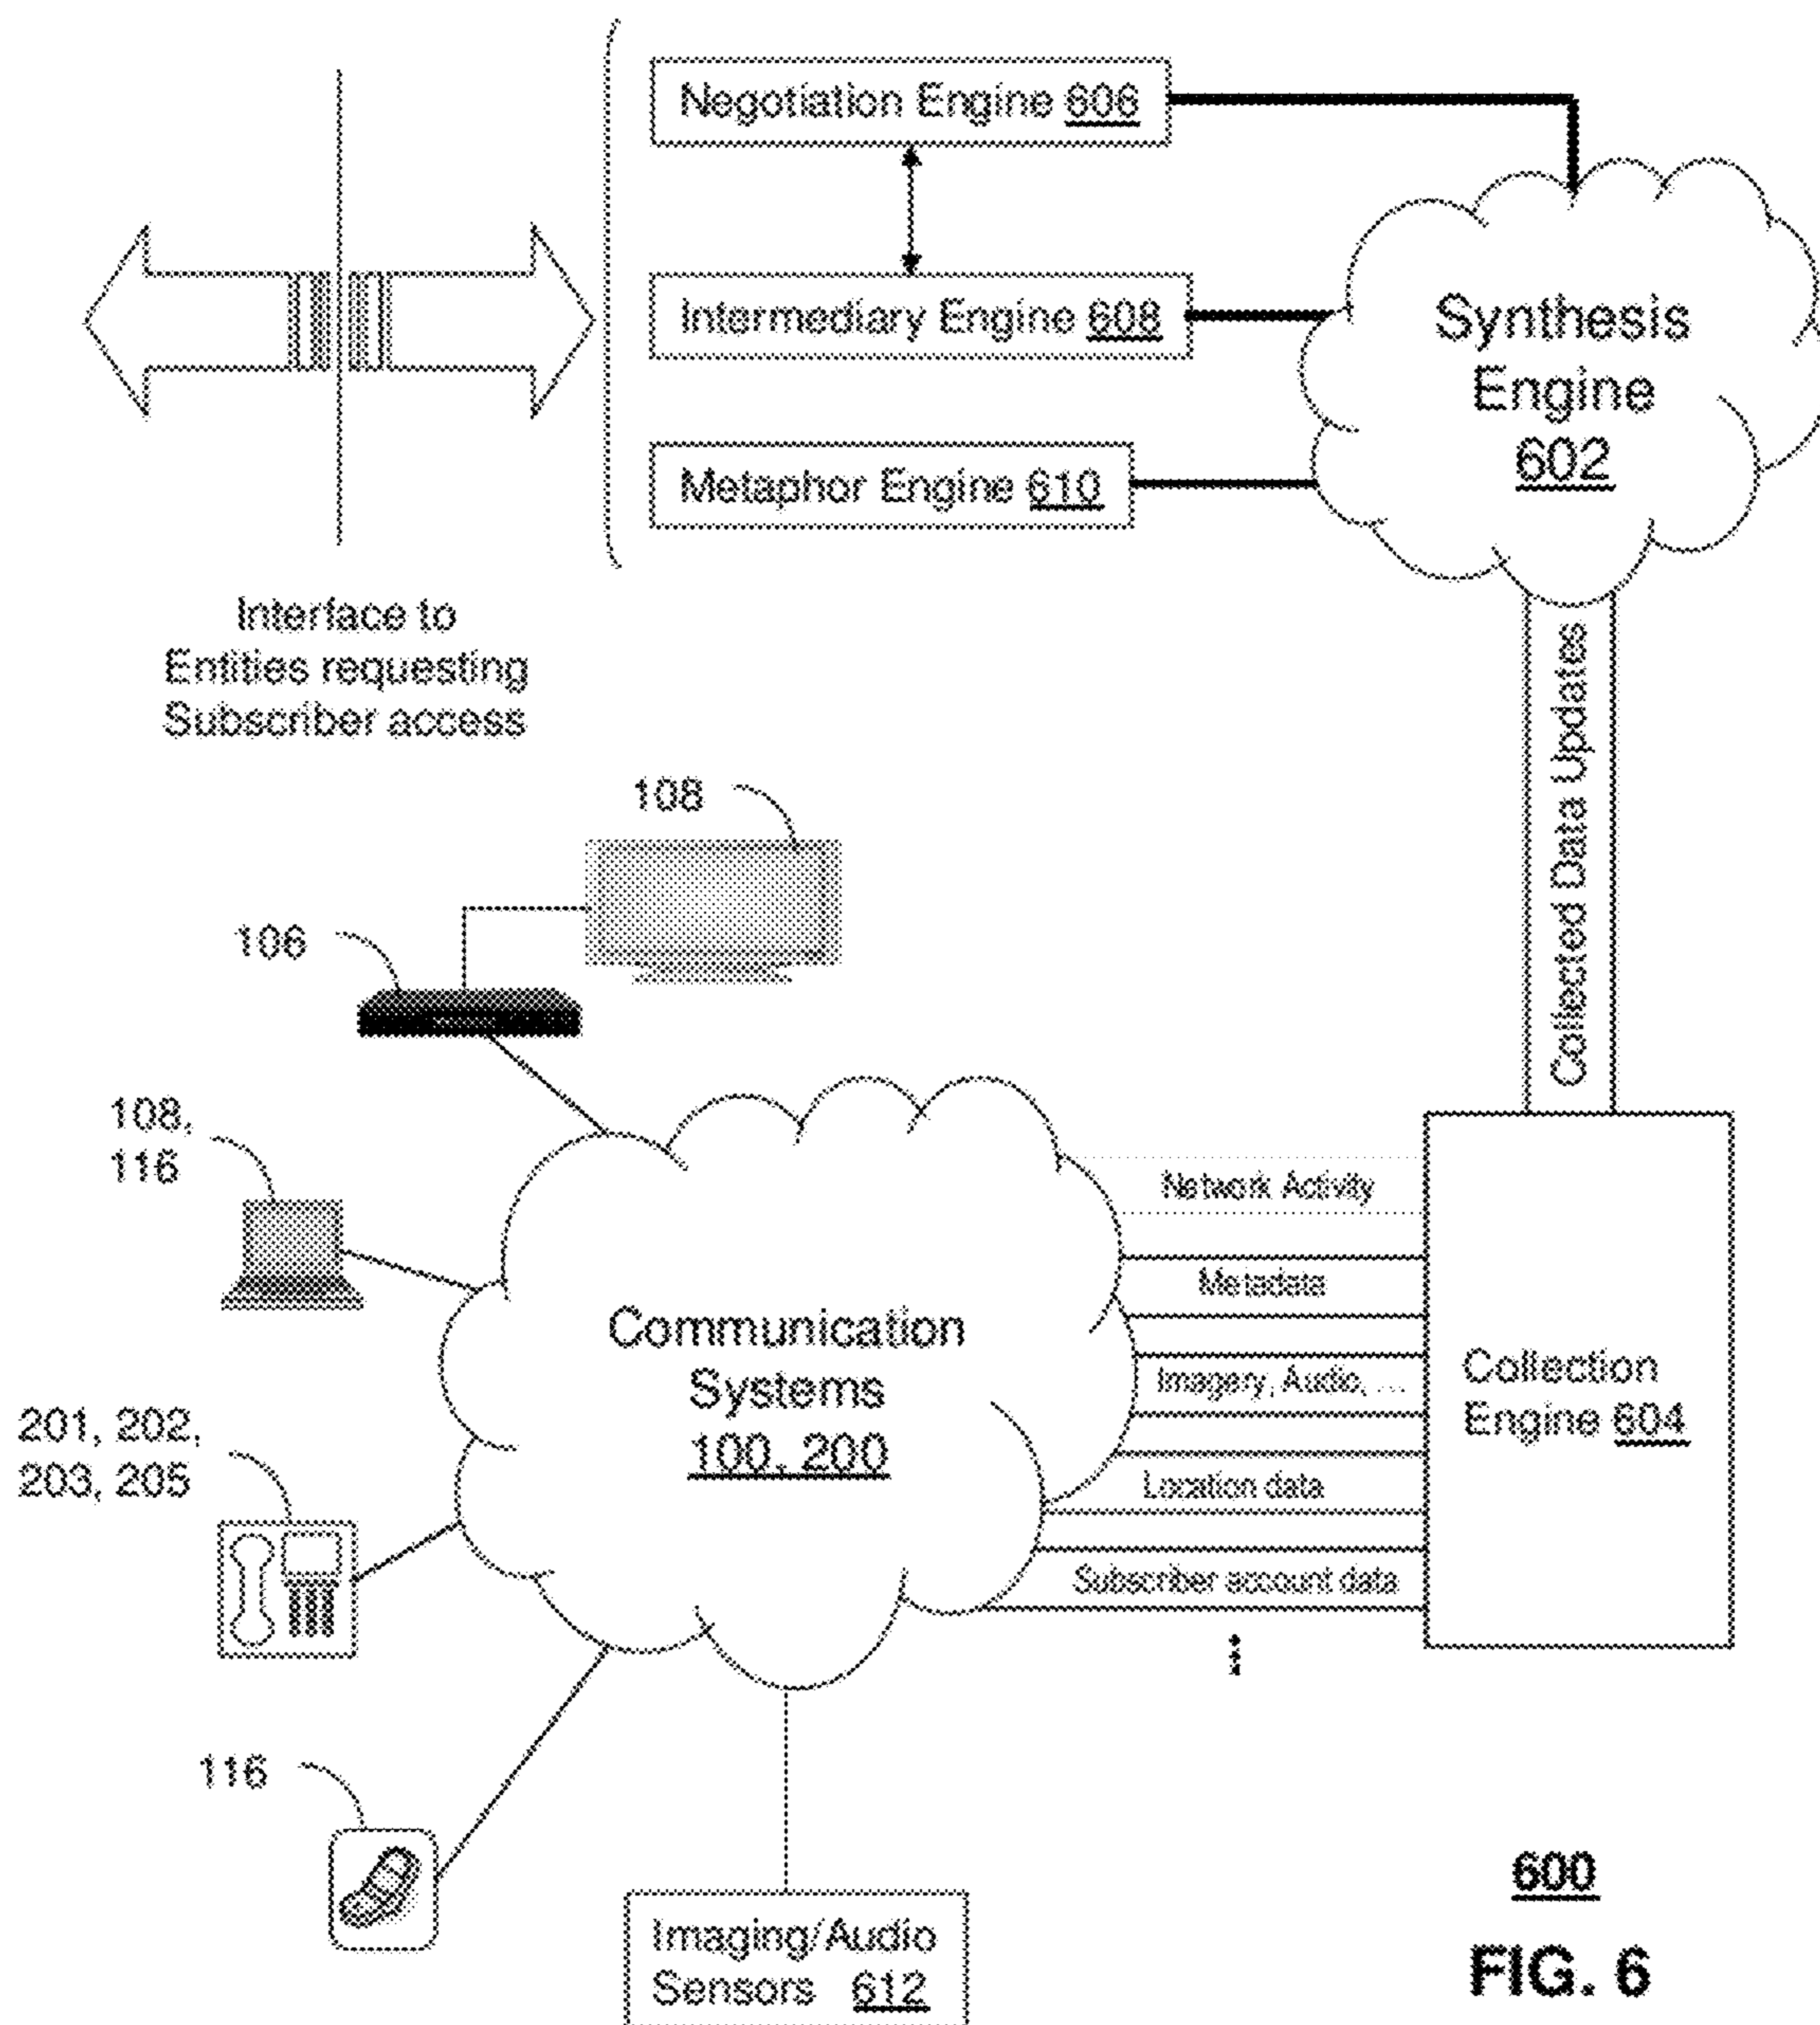 Negotiation Engine 606
Intermediary Engine 608
Metaphor Engine 610
Synthesis
Engine
602
Interface to
Entities requesting
Subscriber access
Collected Data Updates
108
106
108,
116
201, 202,
203, 205
116
Communication
Systems
100, 200
Network Activity
Metadata
Imagery, Audio, ...
Location data
Subscriber account data
Collection
Engine 604
Imaging/Audio
Sensors 612
600
FIG. 6